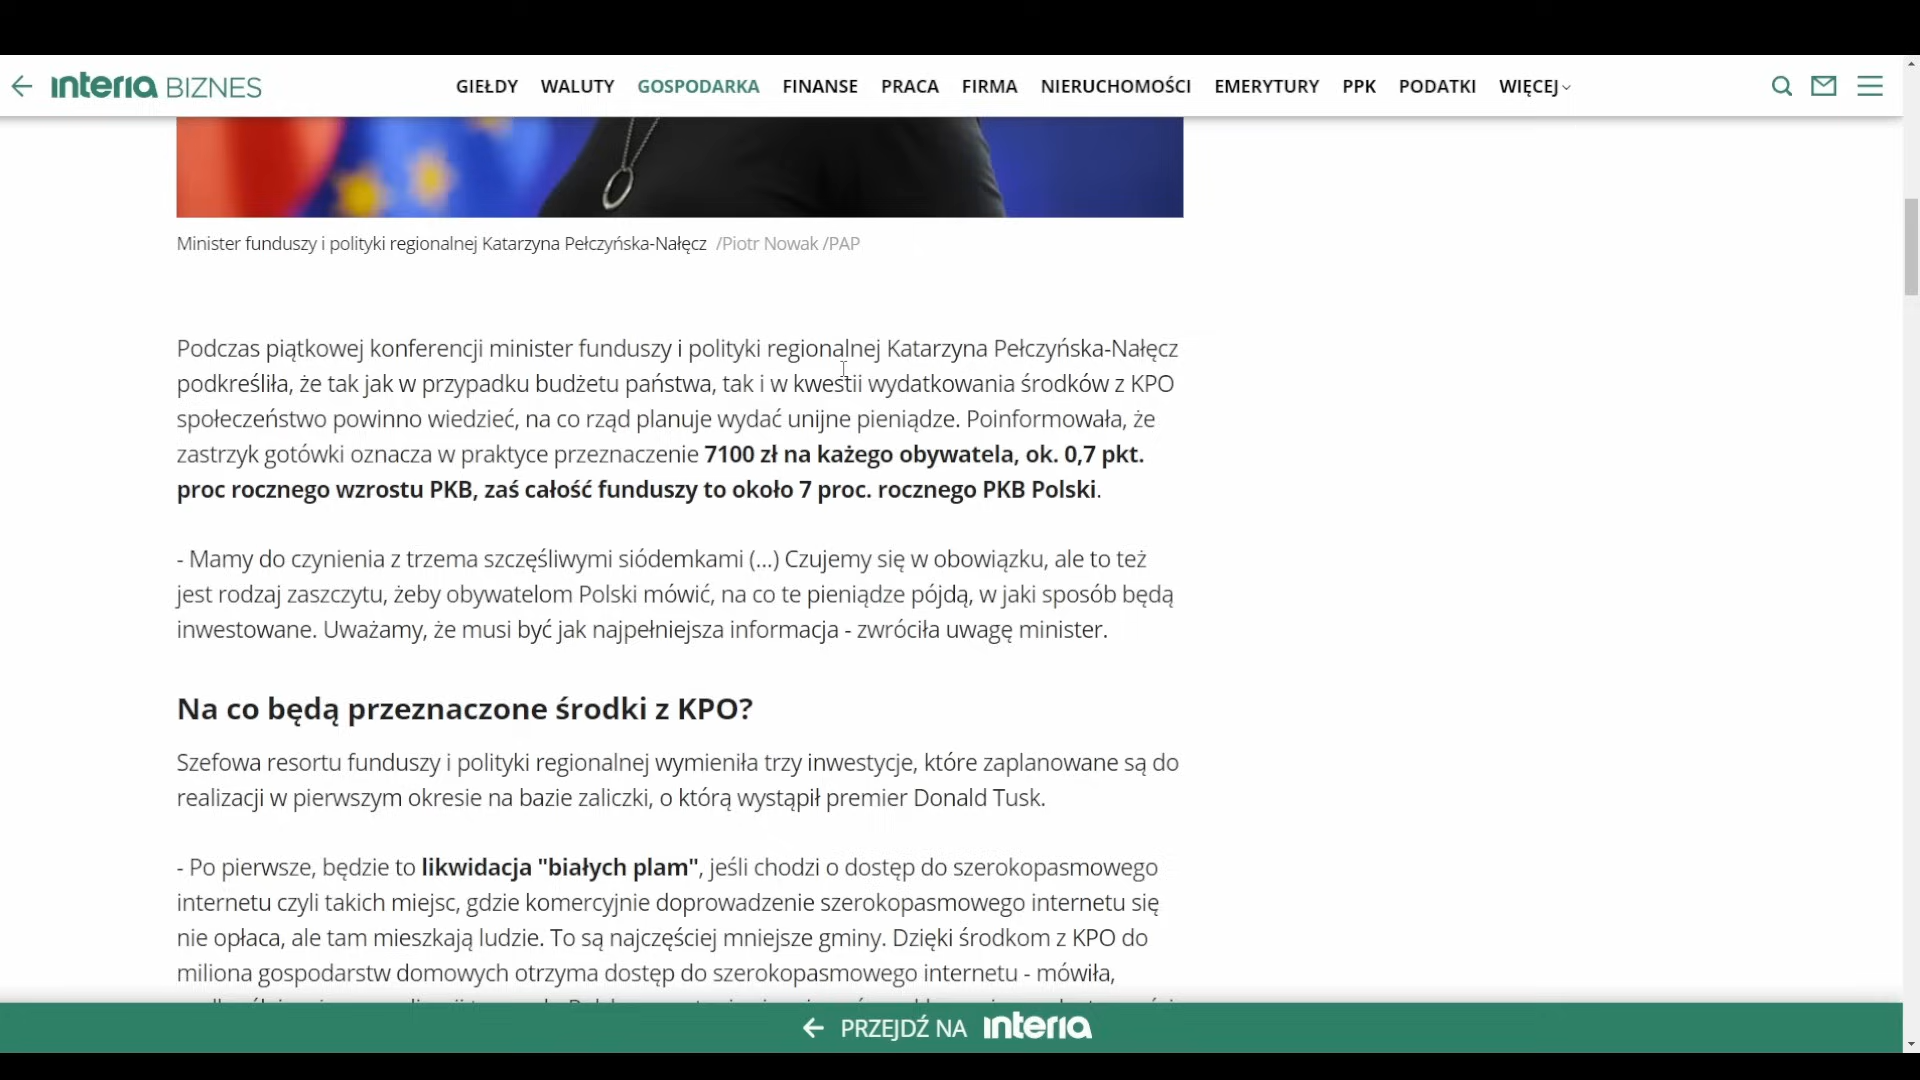 interia BIZNES
GIEŁDY WALUTY GOSPODARKA FINANSE PRACA FIRMA NIERUCHOMOŚCI EMERYTURY PPK PODATKI WIĘCEJ
Minister funduszy i polityki regionalnej Katarzyna Pełczyńska-Nałęcz /Piotr Nowak /PAP
Podczas piątkowej konferencji minister funduszy i polityki regionalnej Katarzyna Pełczyńska-Nałęcz
podkreśliła, że tak jak w przypadku budżetu państwa, tak i w kwestii wydatkowania środków z KPO
społeczeństwo powinno wiedzieć, na co rząd planuje wydać unijne pieniądze. Poinformowała, że
zastrzyk gotówki oznacza w praktyce przeznaczenie 7100 zł na każego obywatela, ok. 0,7 pkt.
proc rocznego wzrostu PKB, zaś całość funduszy to około 7 proc. rocznego PKB Polski.
- Mamy do czynienia z trzema szczęśliwymi siódemkami (...) Czujemy się w obowiązku, ale to też
jest rodzaj zaszczytu, żeby obywatelom Polski mówić, na co te pieniądze pójdą, w jaki sposób będą
inwestowane. Uważamy, że musi być jak najpełniejsza informacja - zwróciła uwagę minister.
Na co będą przeznaczone środki z KPO?
Szefowa resortu funduszy i polityki regionalnej wymieniła trzy inwestycje, które zaplanowane są do
realizacji w pierwszym okresie na bazie zaliczki, o którą wystąpił premier Donald Tusk.
- Po pierwsze, będzie to likwidacja "białych plam", jeśli chodzi o dostęp do szerokopasmowego
internetu czyli takich miejsc, gdzie komercyjnie doprowadzenie szerokopasmowego internetu się
nie opłaca, ale tam mieszkają ludzie. To są najczęściej mniejsze gminy. Dzięki środkom z KPO do
miliona gospodarstw domowych otrzyma dostęp do szerokopasmowego internetu - mówiła,
PRZEJDŹ NA interia